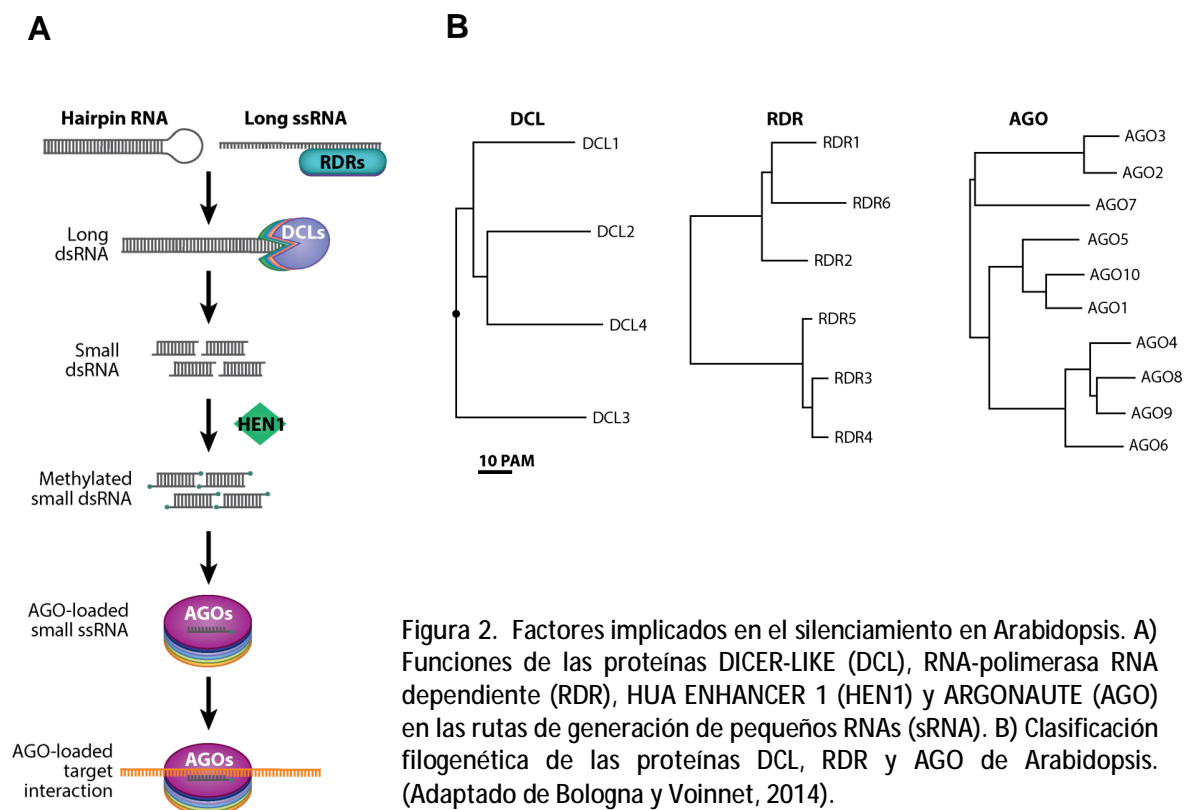 A
Hairpin RNA
Long ssRNA
RDRs
Long
dsRNA
DCLs
Small
dsRNA
HEN1
Methylated
small dsRNA
AGO-loaded
small ssRNA
AGOs
AGO-loaded
target
interaction
AGOs
B
DCL
DCL1
DCL2
DCL4
DCL3
10 PAM
RDR
RDR1
RDR6
RDR2
RDR5
RDR3
RDR4
AGO
AGO3
AGO2
AGO7
AGO5
AGO10
AGO1
AGO4
AGO8
AGO9
AGO6
Figura 2. Factores implicados en el silenciamiento en Arabidopsis. A)
Funciones de las proteínas DICER-LIKE (DCL), RNA-polimerasa RNA
dependiente (RDR), HUA ENHANCER 1 (HEN1) y ARGONAUTE (AGO)
en las rutas de generación de pequeños RNAs (sRNA). B) Clasificación
filogenética de las proteínas DCL, RDR y AGO de Arabidopsis.
(Adaptado de Bologna y Voinnet, 2014).